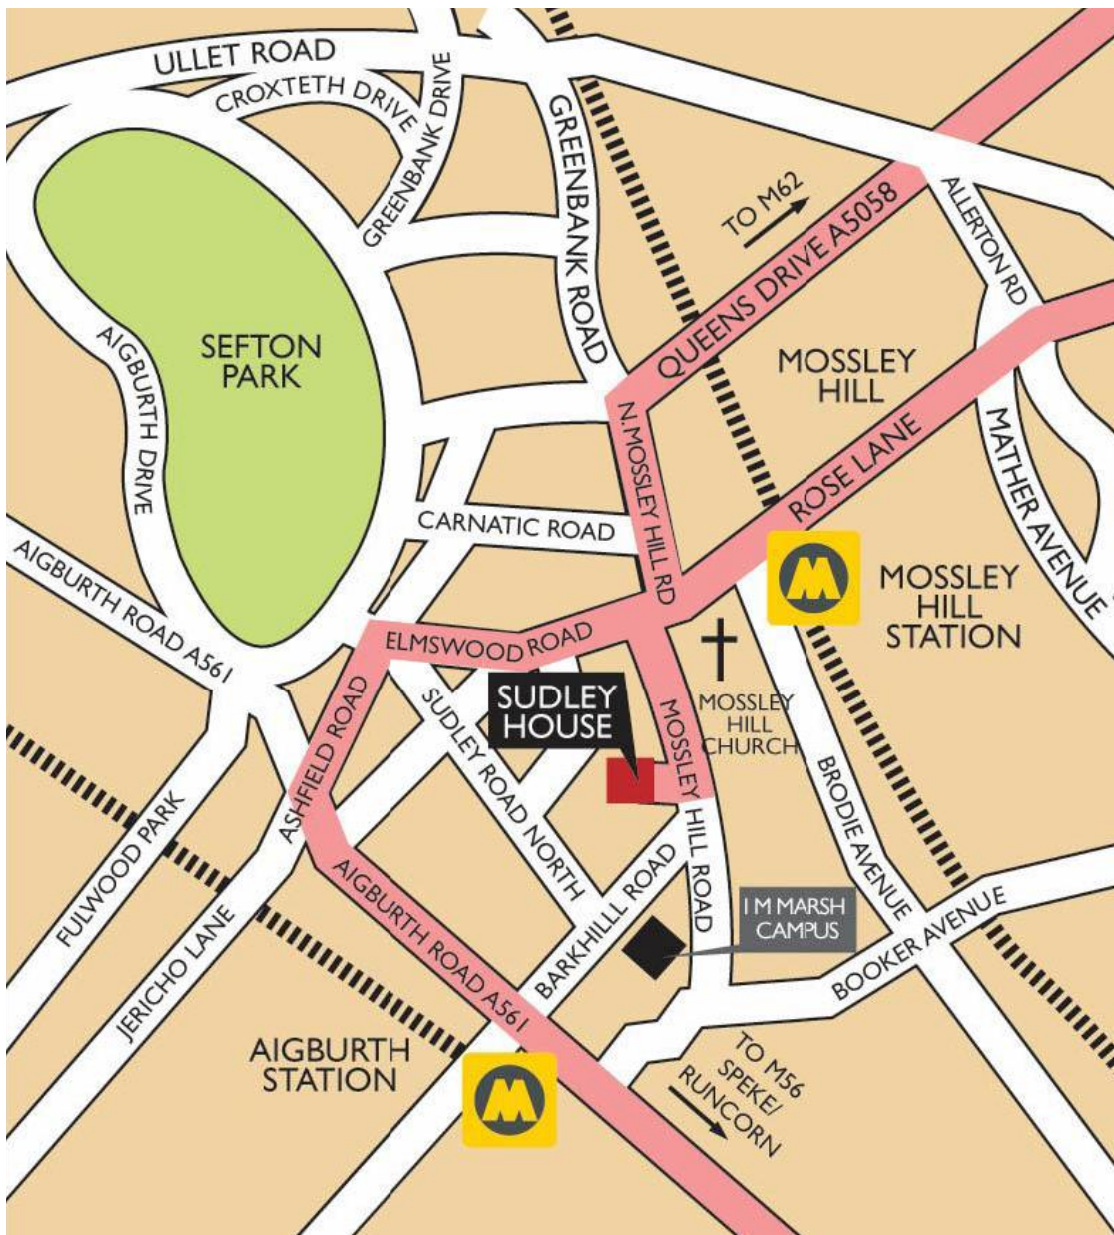 ULLET ROAD
CROXTETH DRIVE
GREENBANK DRIVE
GREENBANK ROAD
TO M62
QUEENS DRIVE A5058
ALLERTON RD
SEFTON
PARK
AIGBURTH DRIVE
MOSSLEY
HILL
N. MOSSLEY HILL RD
ROSE LANE
MATHER AVENUE
CARNATIC ROAD
AIGBURTH ROAD A561
M
MOSSLEY
HILL
STATION
ELMSWOOD ROAD
SUDLEY
HOUSE
MOSSLEY
HILL
CHURCH
ASHFIELD ROAD
SUDLEY ROAD NORTH
MOSSLEY HILL ROAD
BRODIE AVENUE
FULWOOD PARK
JERICHO LANE
AIGBURTH ROAD A561
BARKHILL ROAD
I M MARSH
CAMPUS
BOOKER AVENUE
AIGBURTH
STATION
M
TO M56
SPEKE/
RUNCORN